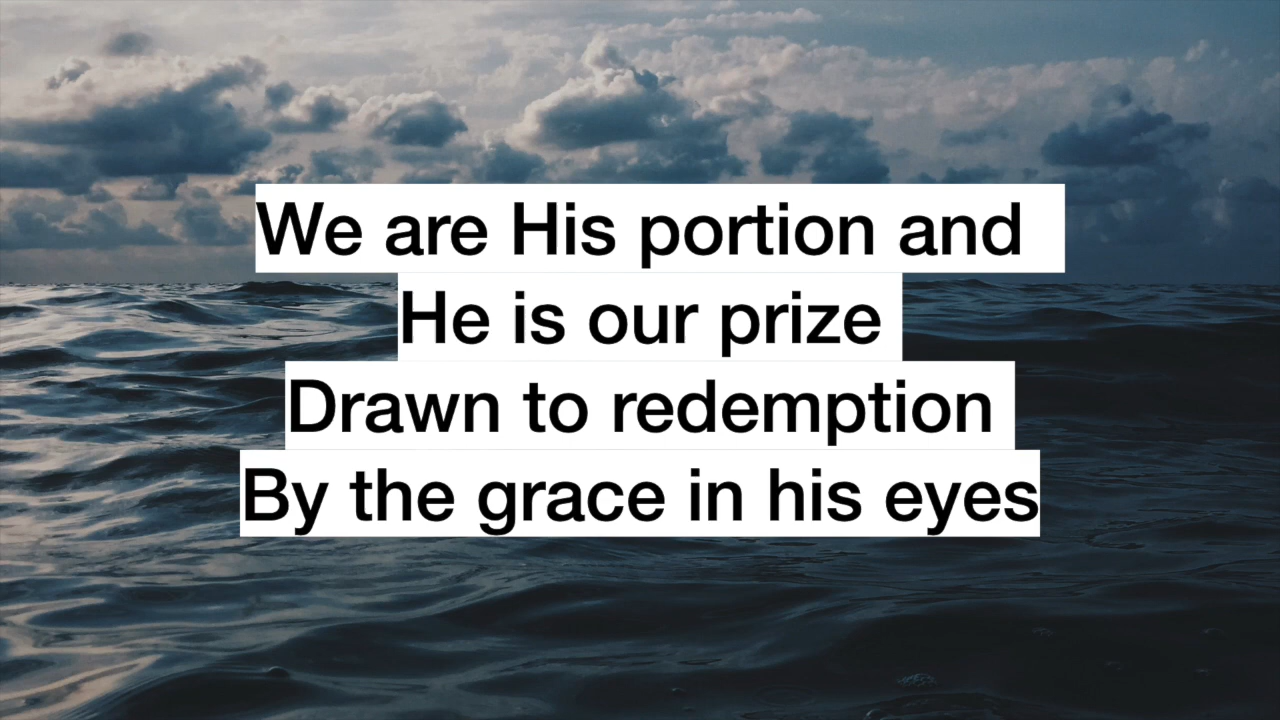 We are His portion and
He is our prize
Drawn to redemption
By the grace in his eyes